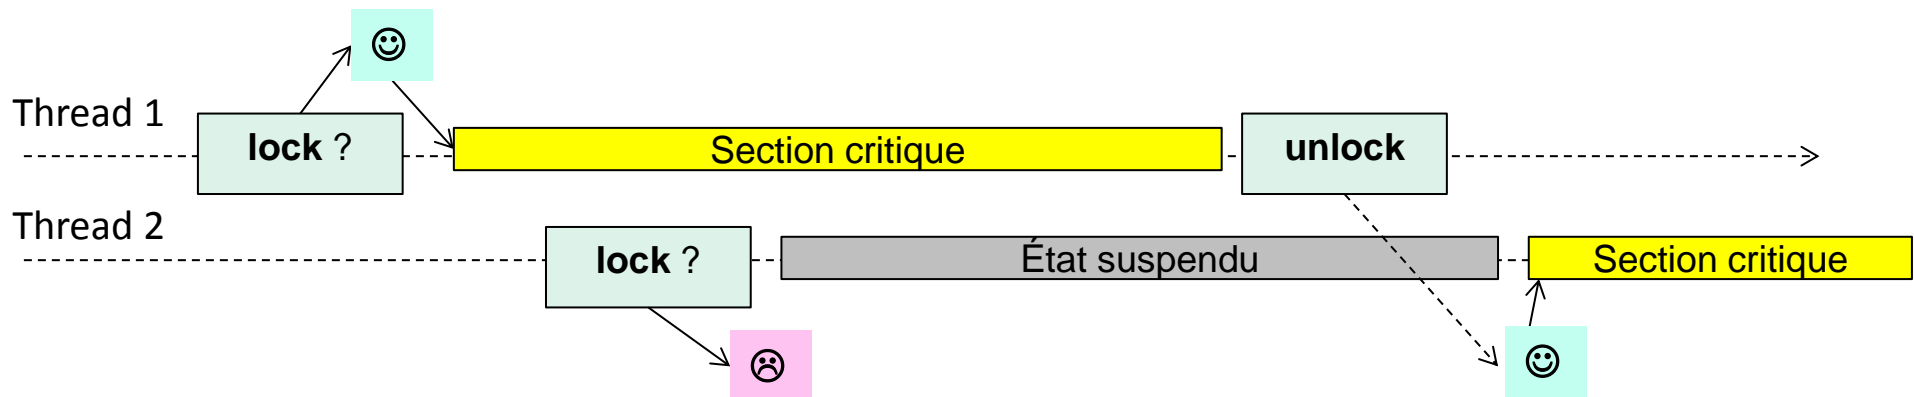 Thread 1
lock ?
Section critique
unlock
Thread 2
lock ?
État suspendu
Section critique